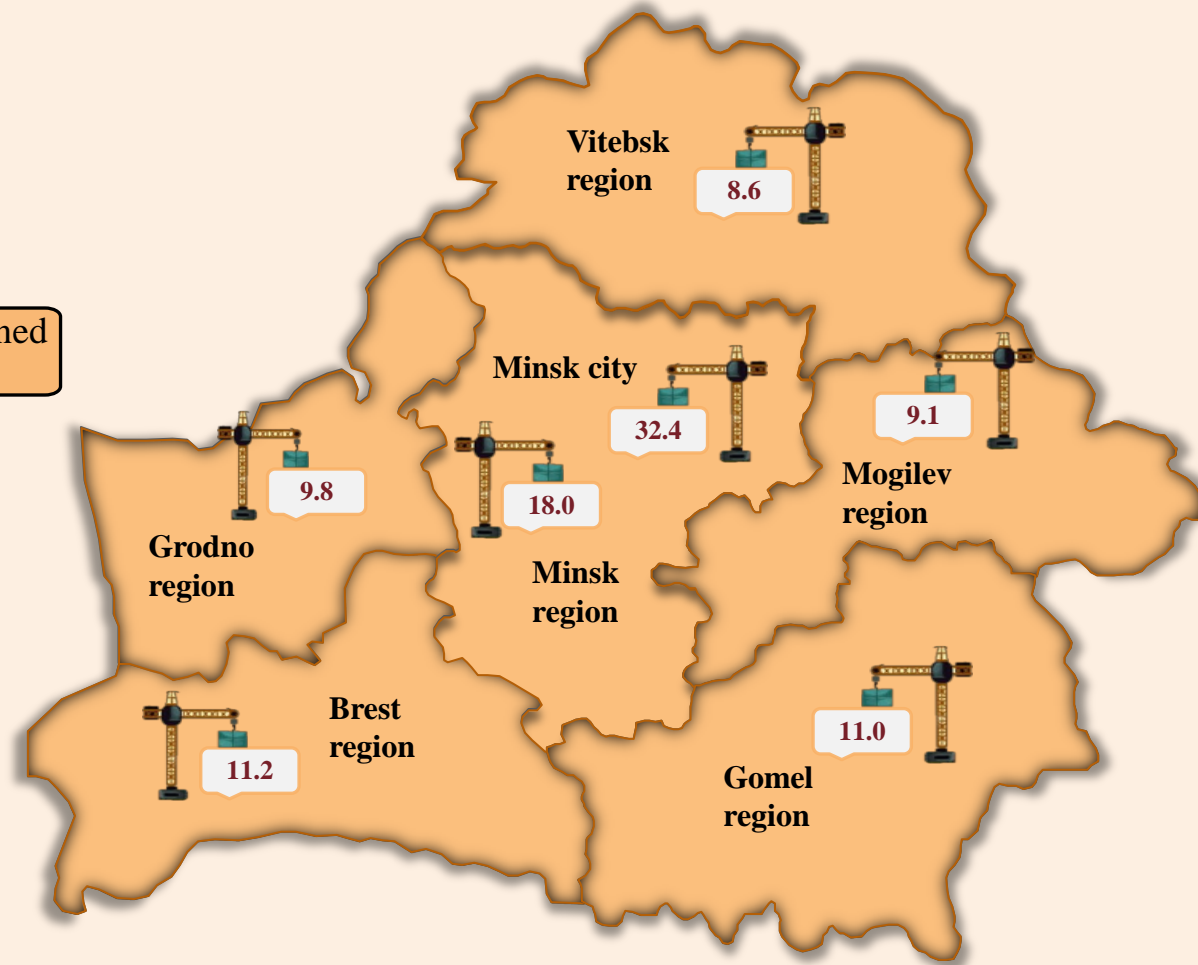 Vitebsk
region
8.6
Minsk city
32.4
9.1
Mogilev
region
18.0
Minsk
region
9.8
Grodno
region
Brest
region
11.2
11.0
Gomel
region